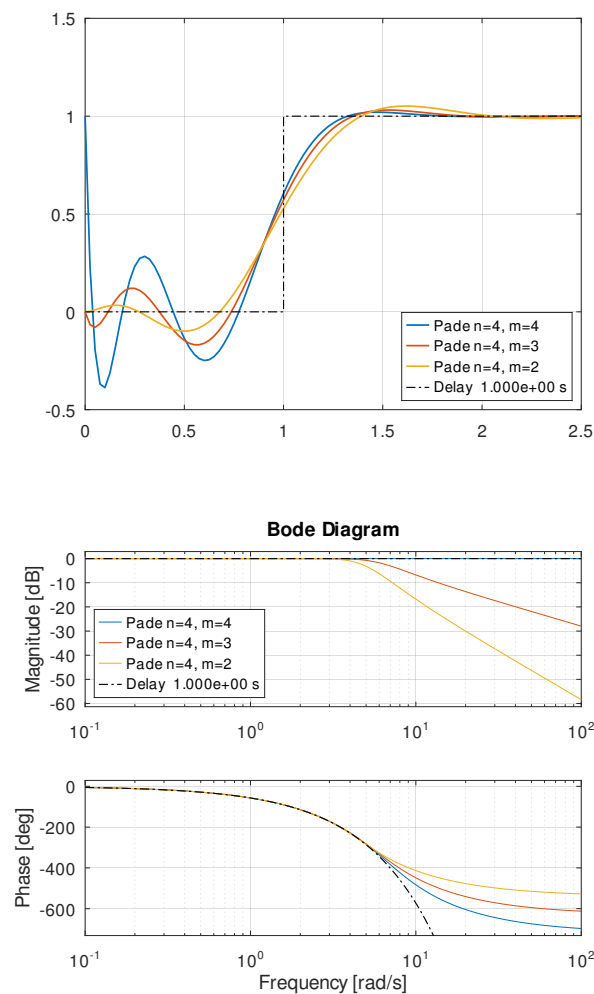 1.5
1
0.5
0
-0.5
0
0.5
1
1.5
2
2.5
Pade n=4, m=4
Pade n=4, m=3
Pade n=4, m=2
Delay 1.000e+00 s
Bode Diagram
Magnitude [dB]
0
-10
-20
-30
-40
-50
-60
Pade n=4, m=4
Pade n=4, m=3
Pade n=4, m=2
Delay 1.000e+00 s
10^-1
10^0
10^1
10^2
Phase [deg]
0
-200
-400
-600
10^-1
10^0
10^1
10^2
Frequency [rad/s]